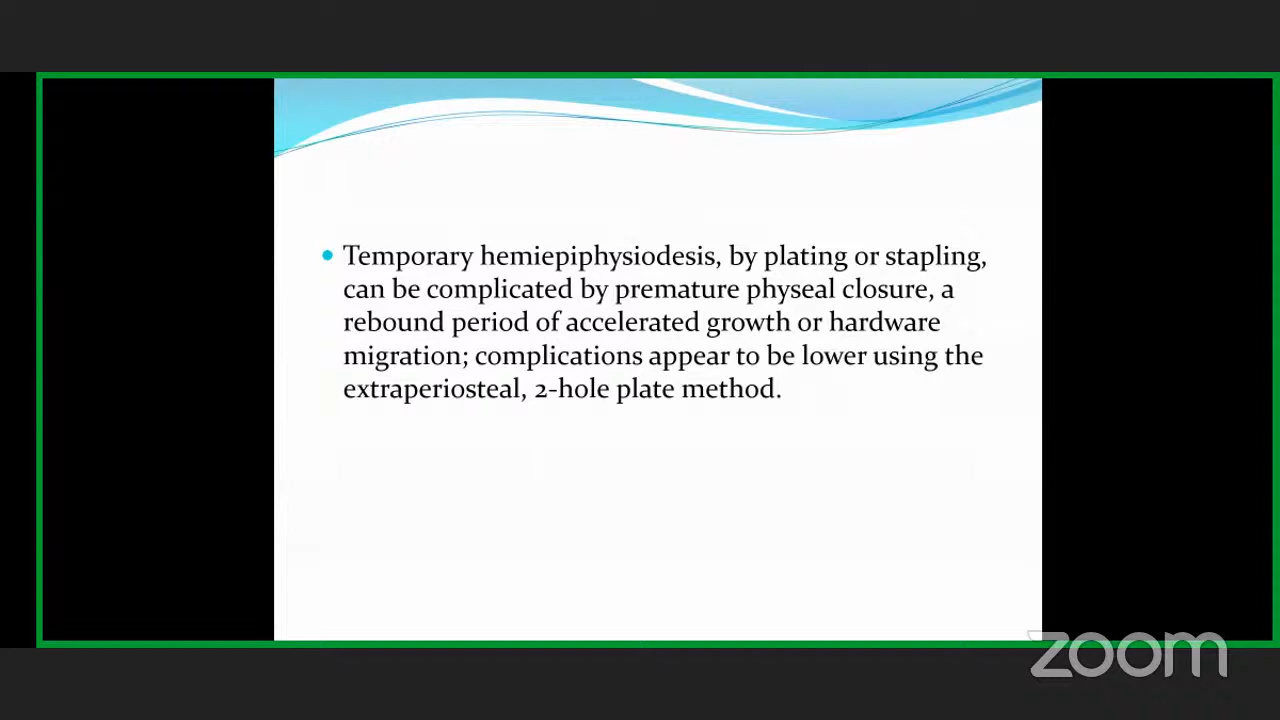 Temporary hemiepiphysiodesis, by plating or stapling,
can be complicated by premature physeal closure, a
rebound period of accelerated growth or hardware
migration; complications appear to be lower using the
extraperiosteal, 2-hole plate method.
zoom